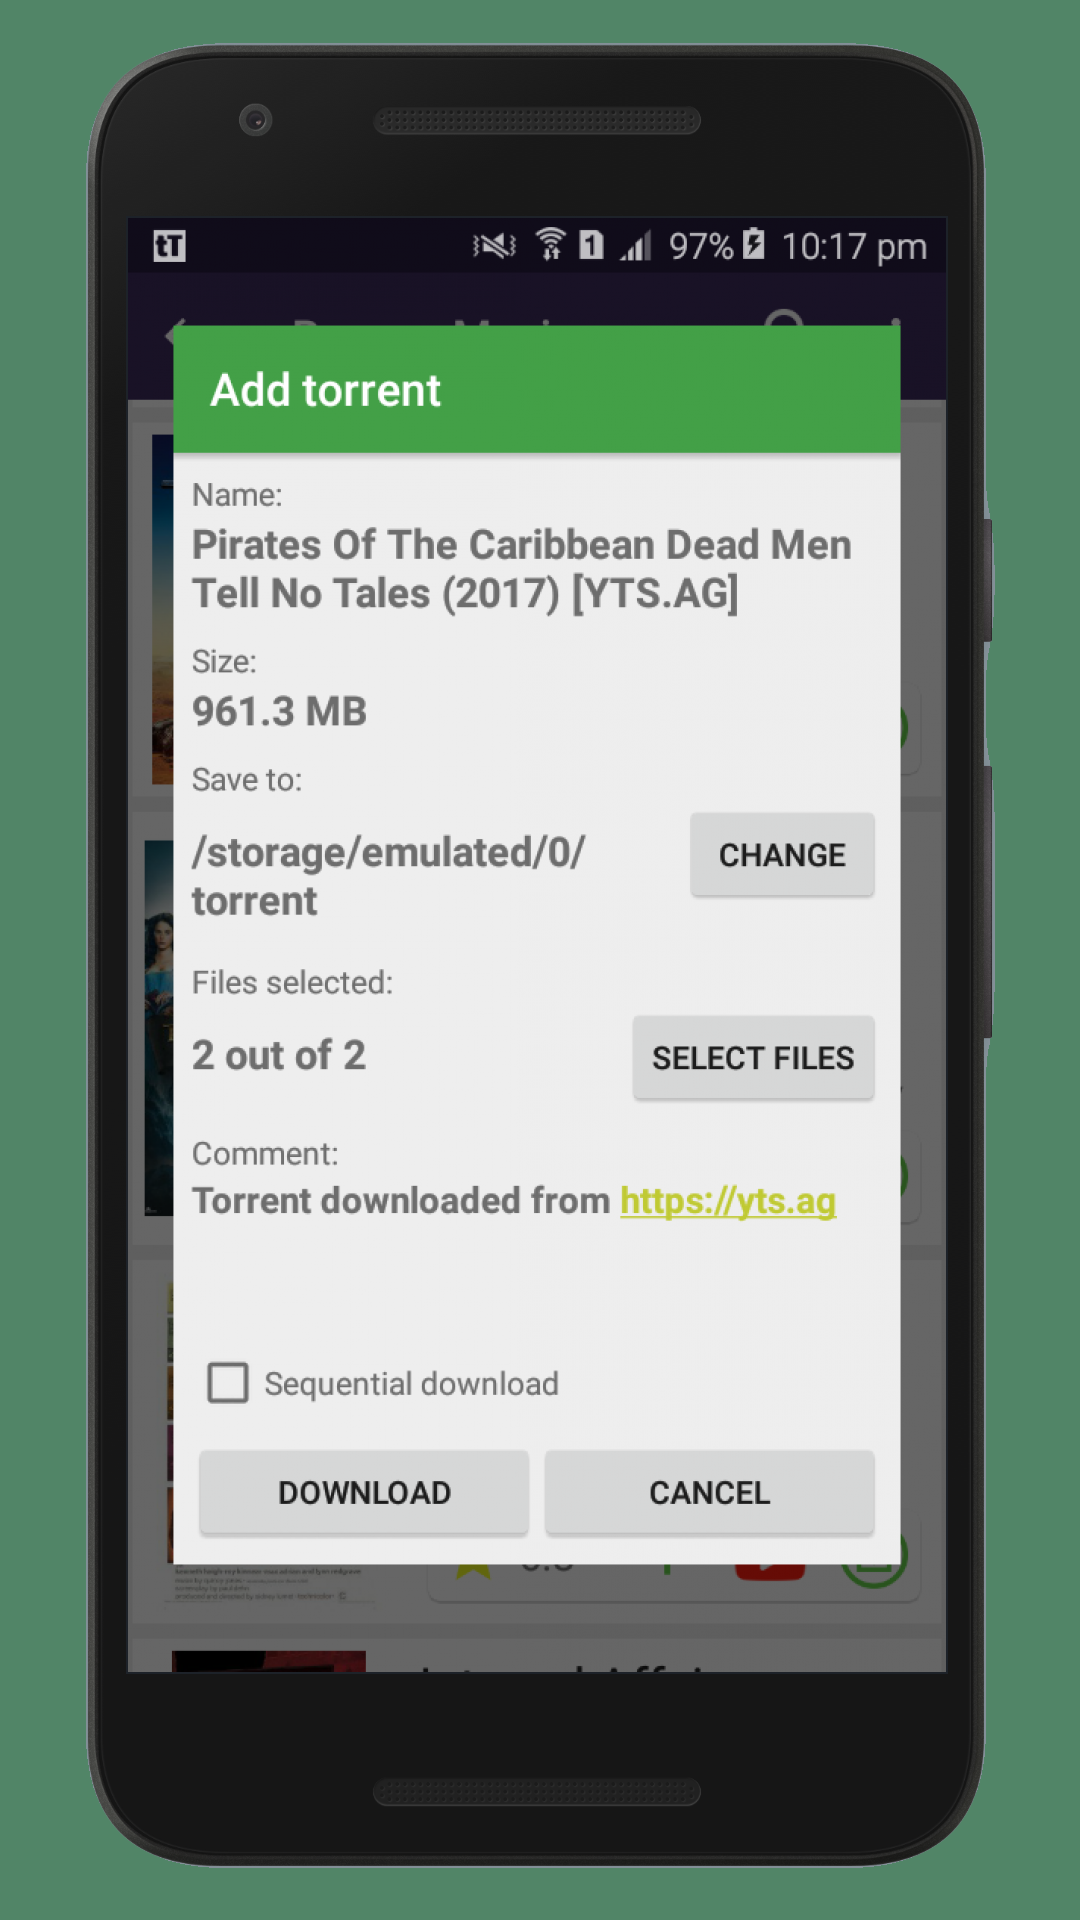 tT
1
97%
10:17 pm
Add torrent
Name:
Pirates Of The Caribbean Dead Men
Tell No Tales (2017) [YTS.AG]
Size:
961.3 MB
Save to:
/storage/emulated/0/
torrent
CHANGE
Files selected:
2 out of 2
SELECT FILES
Comment:
Torrent downloaded from https://yts.ag
Sequential download
DOWNLOAD
CANCEL